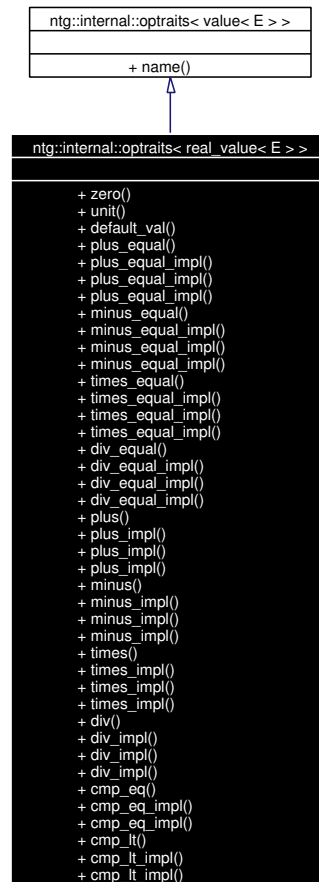 ntg::internal::optraits< value< E > >
+ name()
ntg::internal::optraits< real_value< E > >
+ zero()
+ unit()
+ default_val()
+ plus_equal()
+ plus_equal_impl()
+ plus_equal_impl()
+ plus_equal_impl()
+ minus_equal()
+ minus_equal_impl()
+ minus_equal_impl()
+ minus_equal_impl()
+ times_equal()
+ times_equal_impl()
+ times_equal_impl()
+ times_equal_impl()
+ div_equal()
+ div_equal_impl()
+ div_equal_impl()
+ div_equal_impl()
+ plus()
+ plus_impl()
+ plus_impl()
+ plus_impl()
+ minus()
+ minus_impl()
+ minus_impl()
+ minus_impl()
+ times()
+ times_impl()
+ times_impl()
+ times_impl()
+ div()
+ div_impl()
+ div_impl()
+ div_impl()
+ cmp_eq()
+ cmp_eq_impl()
+ cmp_eq_impl()
+ cmp_lt()
+ cmp_lt_impl()
+ cmp_lt_impl()